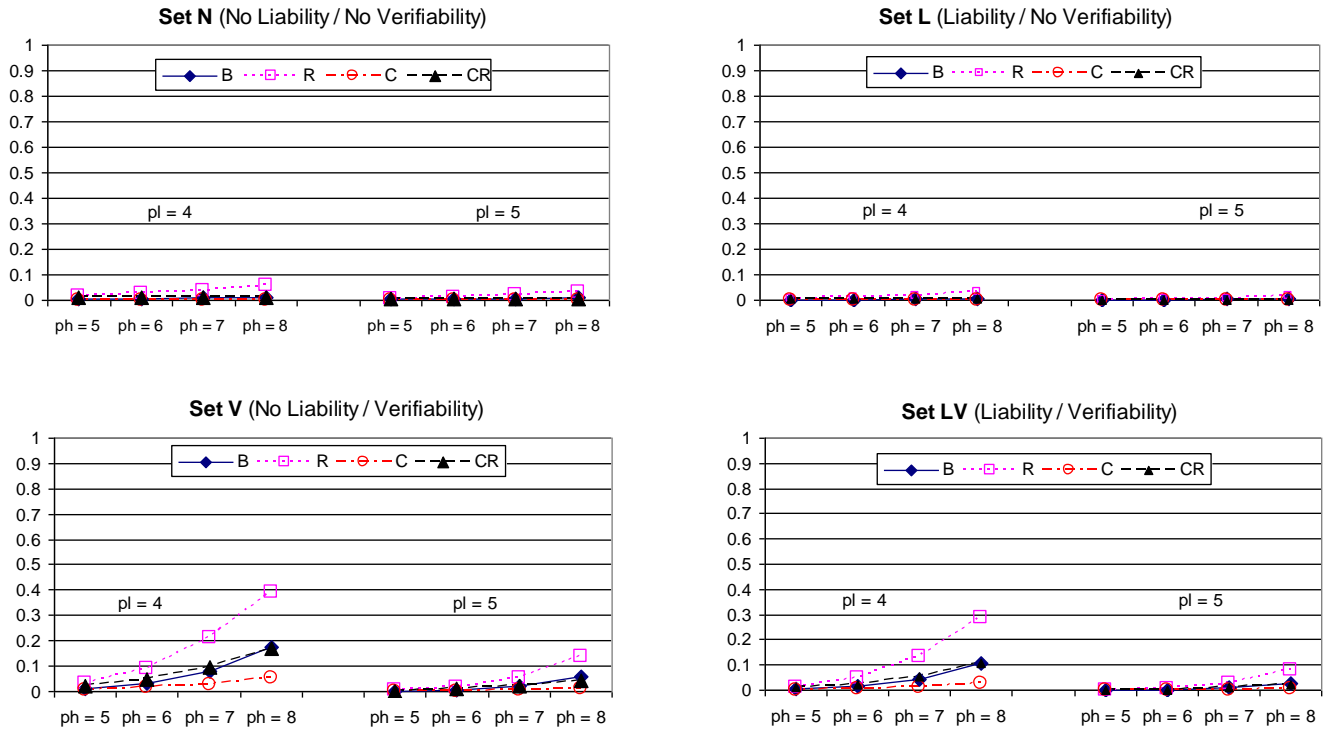 Set N (No Liability / No Verifiability)
1
0.9
0.8
0.7
0.6
0.5
0.4
0.3
0.2
0.1
0
B R C CR
pl = 4 pl = 5
ph = 5 ph = 6 ph = 7 ph = 8 ph = 5 ph = 6 ph = 7 ph = 8
Set L (Liability / No Verifiability)
1
0.9
0.8
0.7
0.6
0.5
0.4
0.3
0.2
0.1
0
B R C CR
pl = 4 pl = 5
ph = 5 ph = 6 ph = 7 ph = 8 ph = 5 ph = 6 ph = 7 ph = 8
Set V (No Liability / Verifiability)
1
0.9
0.8
0.7
0.6
0.5
0.4
0.3
0.2
0.1
0
B R C CR
pl = 4 pl = 5
ph = 5 ph = 6 ph = 7 ph = 8 ph = 5 ph = 6 ph = 7 ph = 8
Set LV (Liability / Verifiability)
1
0.9
0.8
0.7
0.6
0.5
0.4
0.3
0.2
0.1
0
B R C CR
pl = 4 pl = 5
ph = 5 ph = 6 ph = 7 ph = 8 ph = 5 ph = 6 ph = 7 ph = 8